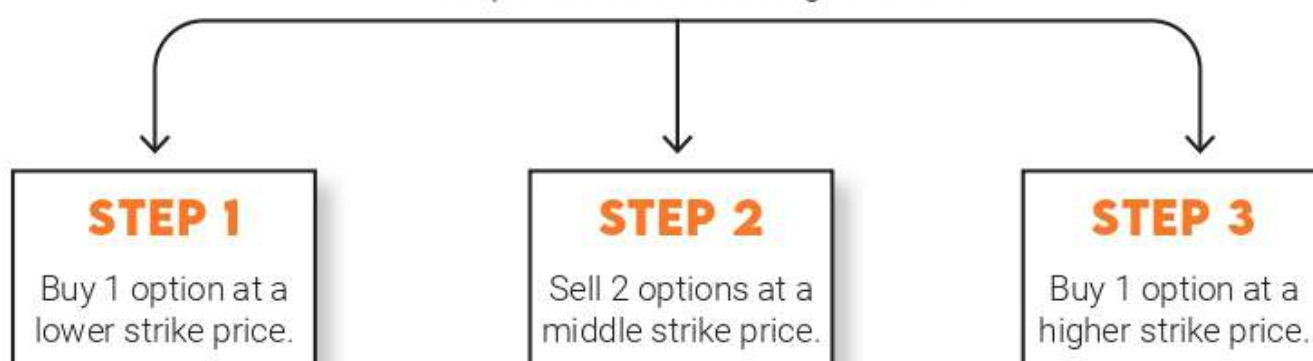 STEP 1
Buy 1 option at a
lower strike price.
STEP 2
Sell 2 options at a
middle strike price.
STEP 3
Buy 1 option at a
higher strike price.